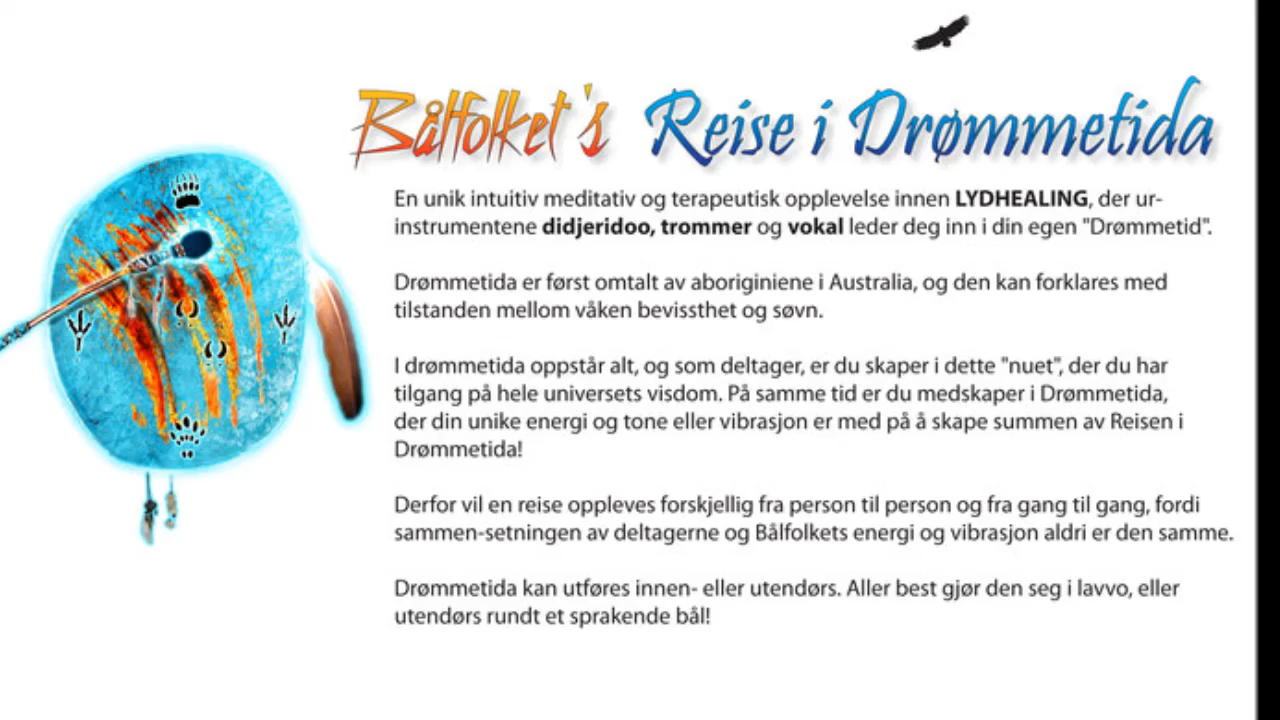 Bålfolket's Reise i Drømmetida
En unik intuitiv meditativ og terapeutisk opplevelse innen LYDHEALING, der ur-
instrumentene didjeridoo, trommer og vokal leder deg inn i din egen "Drømmetid".
Drømmetida er først omtalt av aboriginiene i Australia, og den kan forklares med
tilstanden mellom våken bevissthet og søvn.
I drømmetida oppstår alt, og som deltager, er du skaper i dette "nuet", der du har
tilgang på hele universets visdom. På samme tid er du medskaper i Drømmetida,
der din unike energi og tone eller vibrasjon er med på å skape summen av Reisen i
Drømmetida!
Derfor vil en reise oppleves forskjellig fra person til person og fra gang til gang, fordi
sammen-setningen av deltagerne og Bålfolkets energi og vibrasjon aldri er den samme.
Drømmetida kan utføres innen- eller utendørs. Aller best gjør den seg i lavvo, eller
utendørs rundt et sprakende bål!